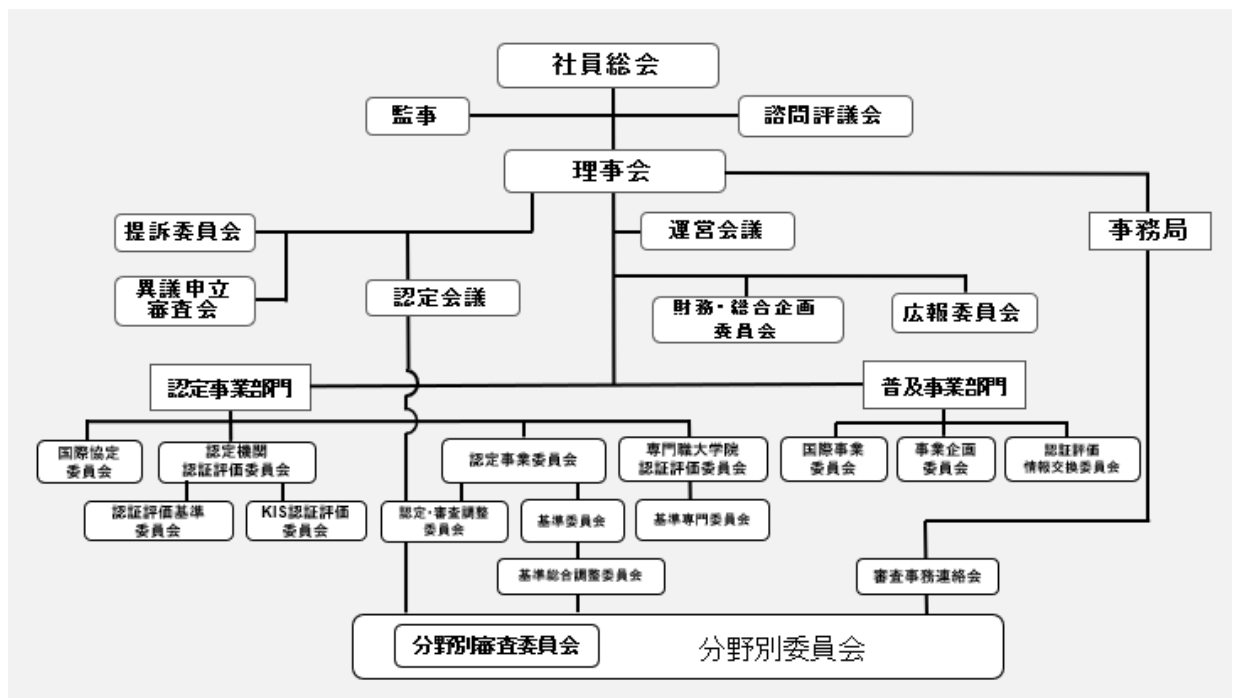 社員総会
監事
諮問評議会
理事会
提訴委員会
運営会議
事務局
異議申立
審査会
認定会議
財務・総合企画
委員会
広報委員会
認定事業部門
普及事業部門
国際協定
委員会
認定機関
認証評価委員会
認定事業委員会
専門職大学院
認証評価委員会
国際事業
委員会
事業企画
委員会
認証評価
情報交換委員会
認証評価基準
委員会
KIS認証評価
委員会
認定・審査調整
委員会
基準委員会
基準専門委員会
基準総合調整委員会
審査事務連絡会
分野別審査委員会
分野別委員会